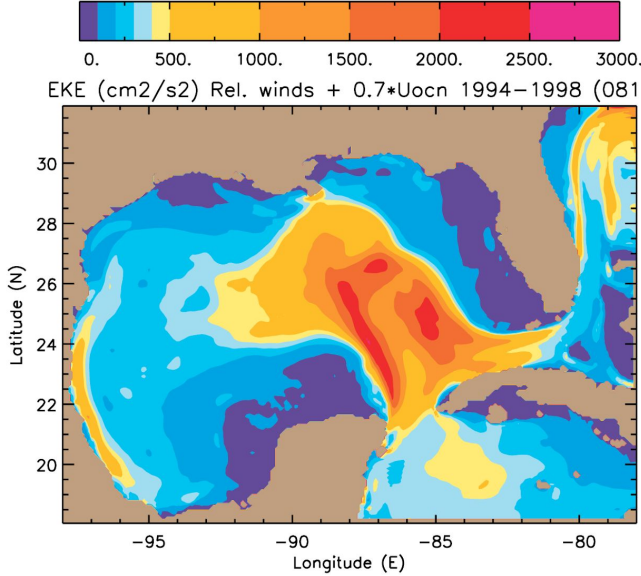 0. 500. 1000. 1500. 2000. 2500. 3000.
EKE (cm2/s2) Rel. winds + 0.7*Uocn 1994-1998 (081
30
28
26
24
22
20
Latitude (N)
-95 -90 -85 -80
Longitude (E)